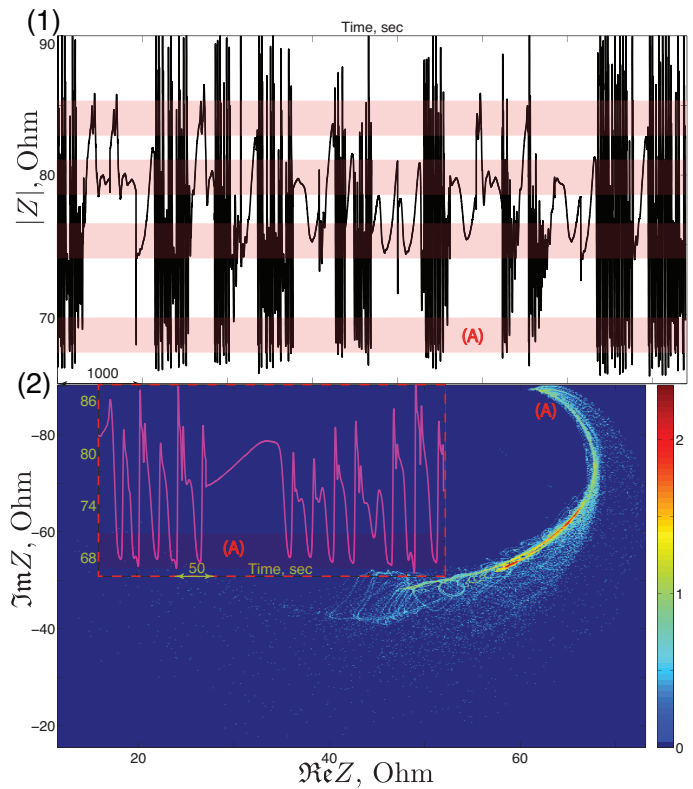 (1)
Time, sec
90
80
70
|Z|, Ohm
(A)
1000
(2)
86
80
74
68
(A)
50
Time, sec
(A)
−80
−60
−40
−20
ℑmZ, Ohm
20
40
60
ℜeZ, Ohm
2
1
0